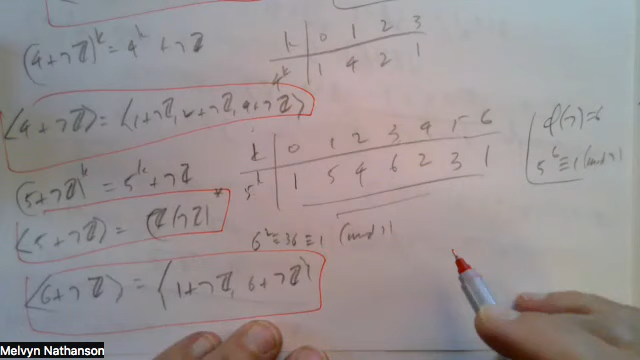 (4+7ℤ)^k = 4^k + 7ℤ
k | 0 1 2 3
4^k | 1 4 2 1
⟨4+7ℤ⟩ = {1+7ℤ, 2+7ℤ, 4+7ℤ}
k | 0 1 2 3 4 5 6
5^k | 1 5 4 6 2 3 1
φ(7)=6
5^6 ≡ 1 (mod 7)
(5+7ℤ)^k = 5^k + 7ℤ
⟨5+7ℤ⟩ = (ℤ/7ℤ)^*
6^2 = 36 ≡ 1 (mod 7)
⟨6+7ℤ⟩ = {1+7ℤ, 6+7ℤ}
Melvyn Nathanson